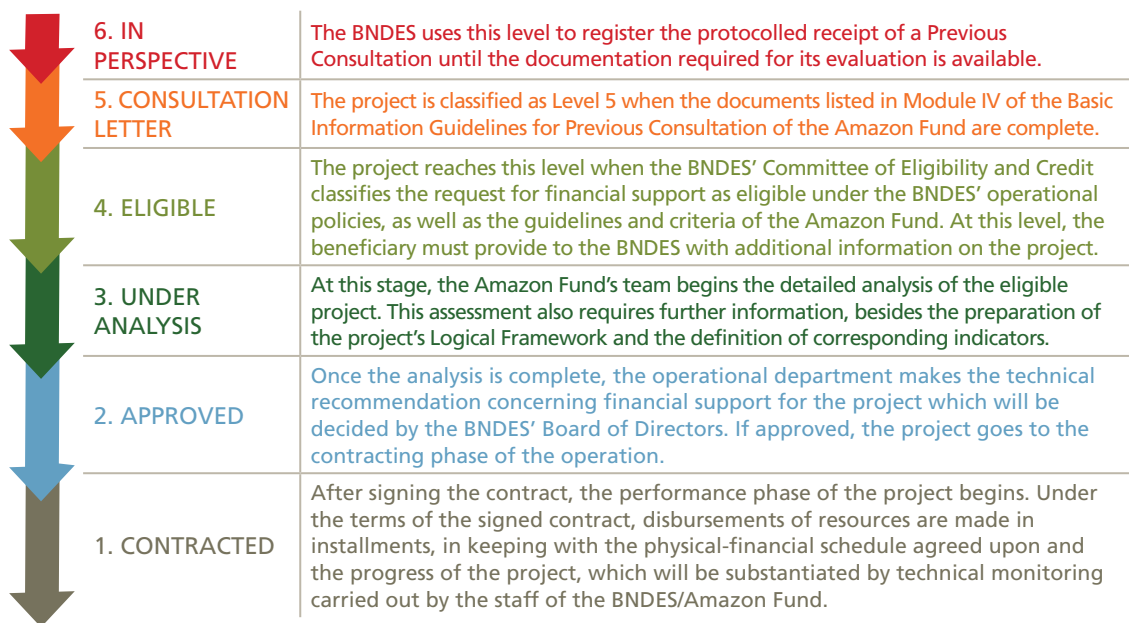 6. IN
PERSPECTIVE
The BNDES uses this level to register the protocolled receipt of a Previous
Consultation until the documentation required for its evaluation is available.
5. CONSULTATION
LETTER
The project is classified as Level 5 when the documents listed in Module IV of the Basic
Information Guidelines for Previous Consultation of the Amazon Fund are complete.
4. ELIGIBLE
The project reaches this level when the BNDES’ Committee of Eligibility and Credit
classifies the request for financial support as eligible under the BNDES’ operational
policies, as well as the guidelines and criteria of the Amazon Fund. At this level, the
beneficiary must provide to the BNDES with additional information on the project.
3. UNDER
ANALYSIS
At this stage, the Amazon Fund’s team begins the detailed analysis of the eligible
project. This assessment also requires further information, besides the preparation of
the project’s Logical Framework and the definition of corresponding indicators.
2. APPROVED
Once the analysis is complete, the operational department makes the technical
recommendation concerning financial support for the project which will be
decided by the BNDES’ Board of Directors. If approved, the project goes to the
contracting phase of the operation.
1. CONTRACTED
After signing the contract, the performance phase of the project begins. Under
the terms of the signed contract, disbursements of resources are made in
installments, in keeping with the physical-financial schedule agreed upon and
the progress of the project, which will be substantiated by technical monitoring
carried out by the staff of the BNDES/Amazon Fund.